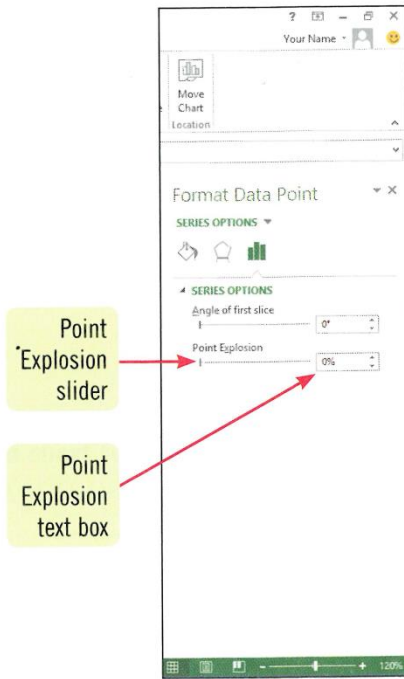 ?
Your Name
Move
Chart
Location
Format Data Point
SERIES OPTIONS
SERIES OPTIONS
Angle of first slice
0°
Point Explosion
0%
Point
Explosion
slider
Point
Explosion
text box
120%